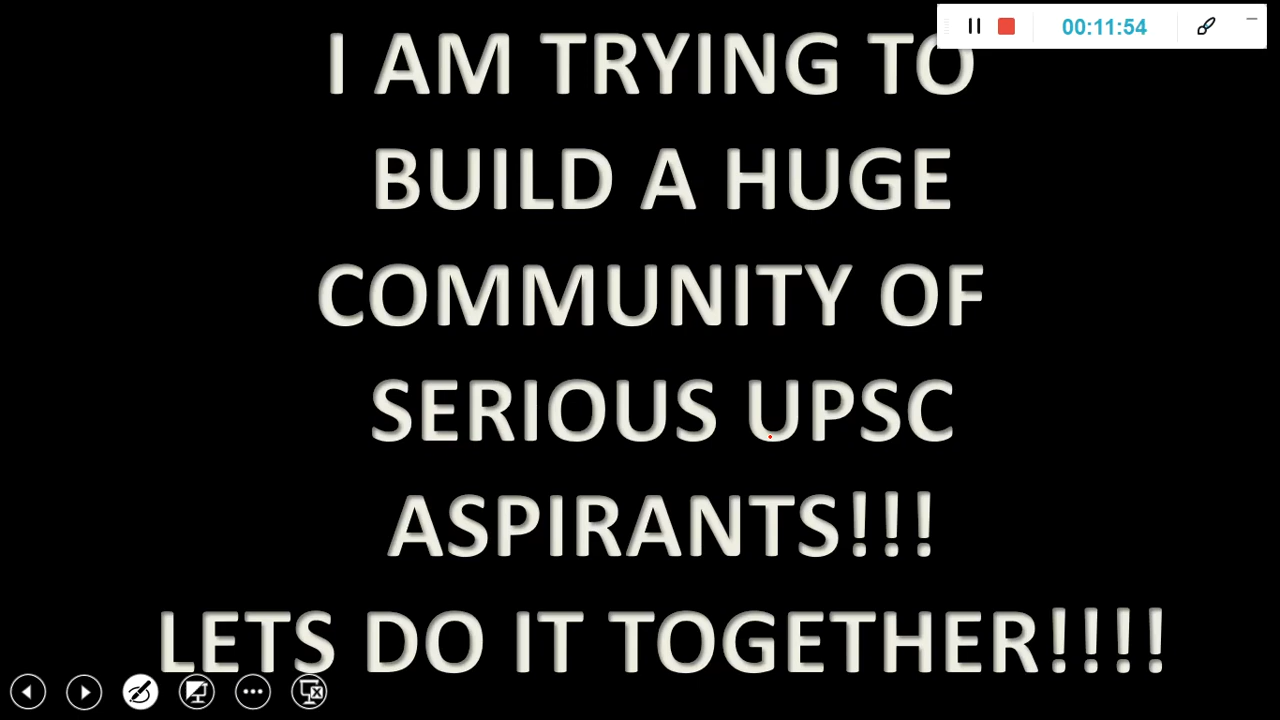 00:11:54
I AM TRYING TO
BUILD A HUGE
COMMUNITY OF
SERIOUS UPSC
ASPIRANTS!!!
LETS DO IT TOGETHER!!!!